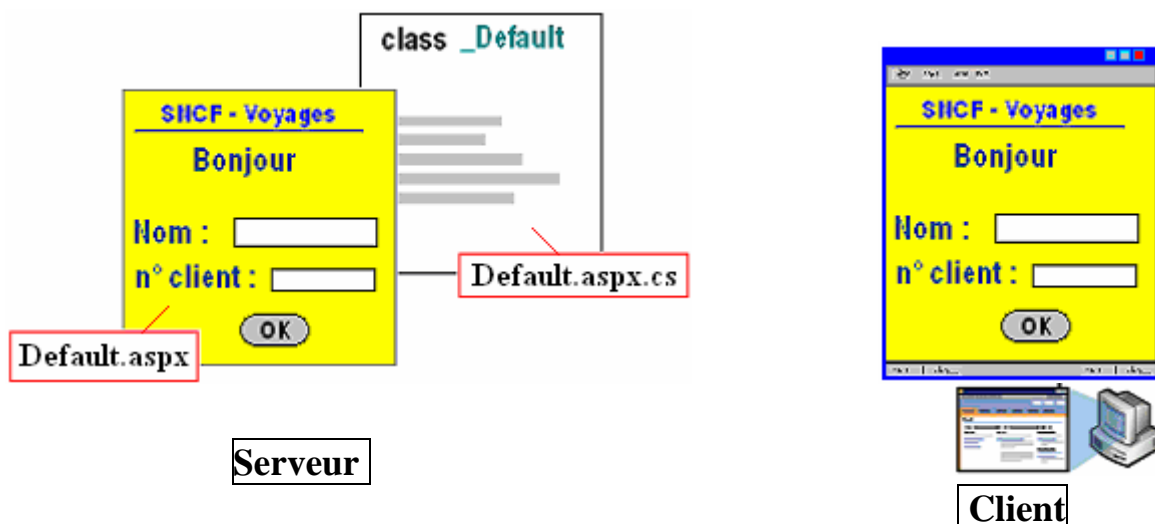 class _Default
SNCF - Voyages
Bonjour
Nom :
n° client :
OK
Default.aspx.cs
Default.aspx
Serveur
SNCF - Voyages
Bonjour
Nom :
n° client :
OK
Client